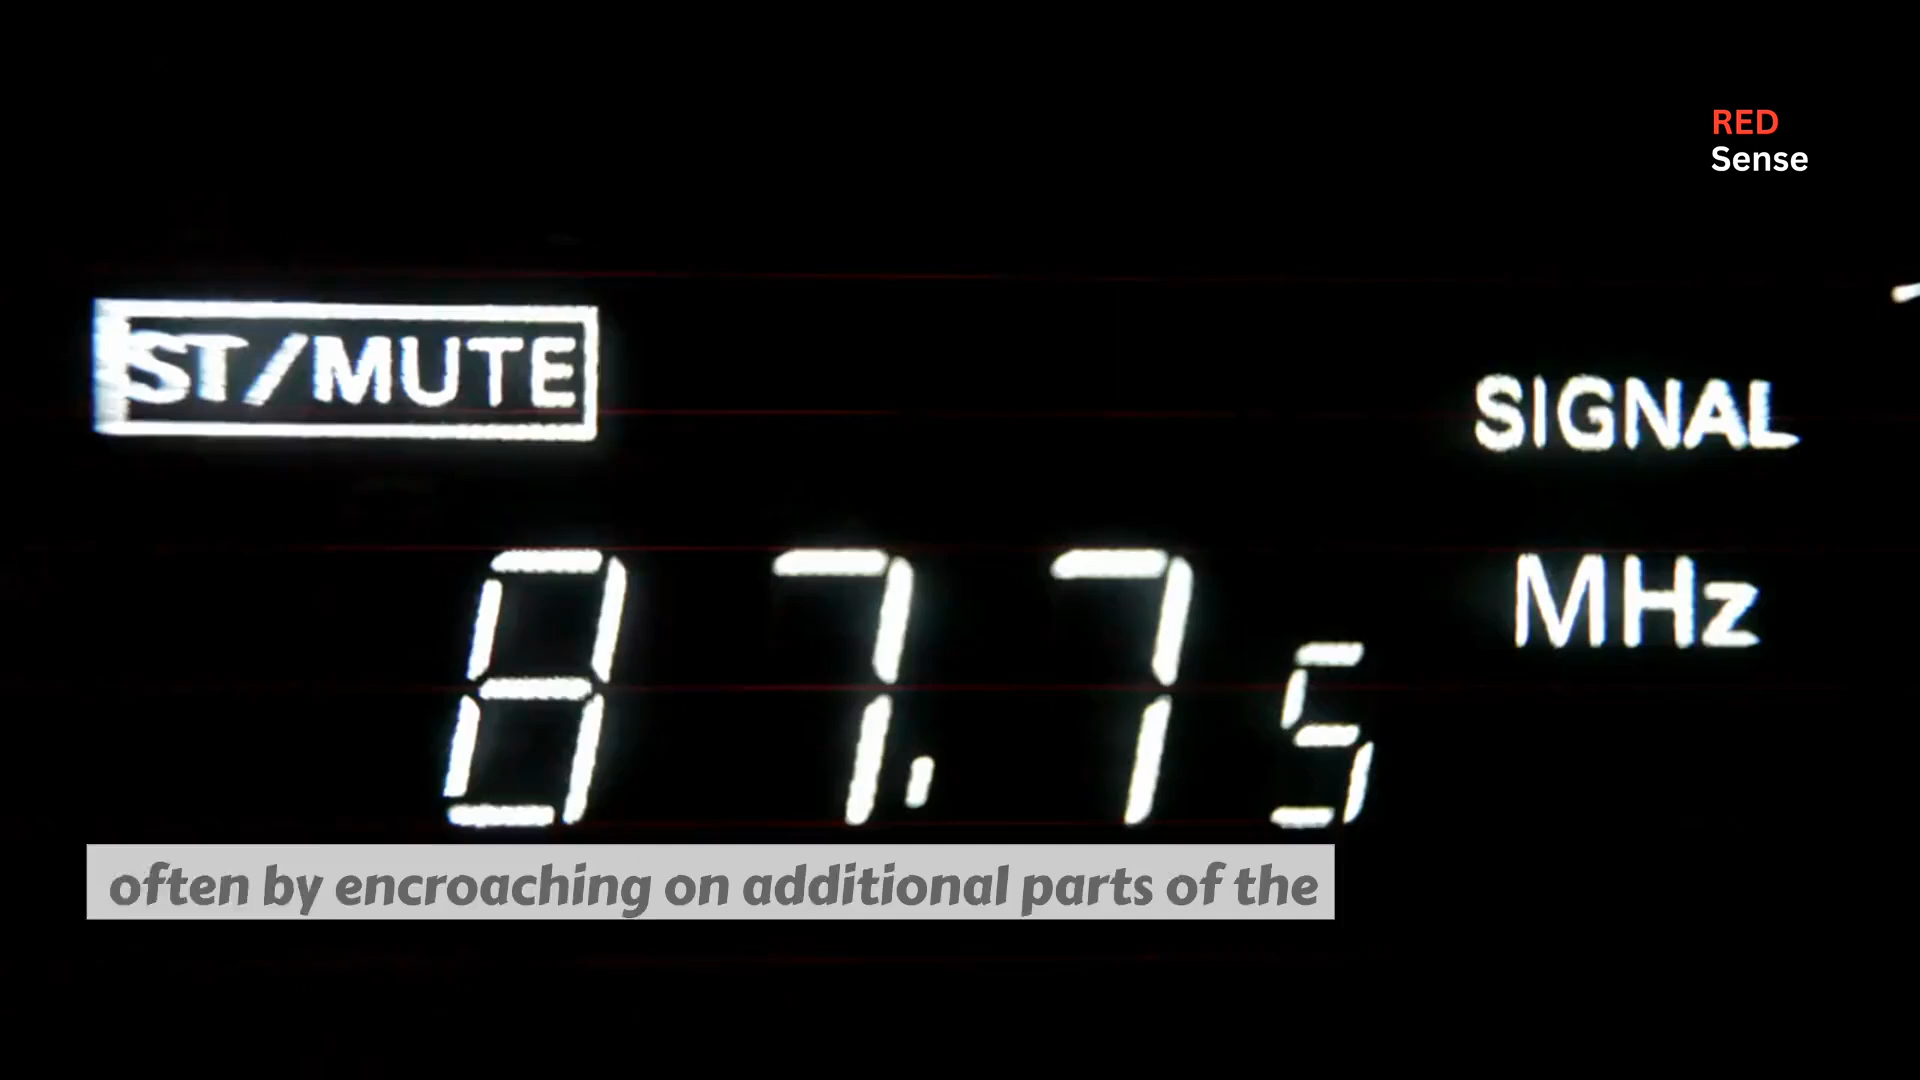 RED
Sense
ST/MUTE
SIGNAL
87.75 MHz
often by encroaching on additional parts of the